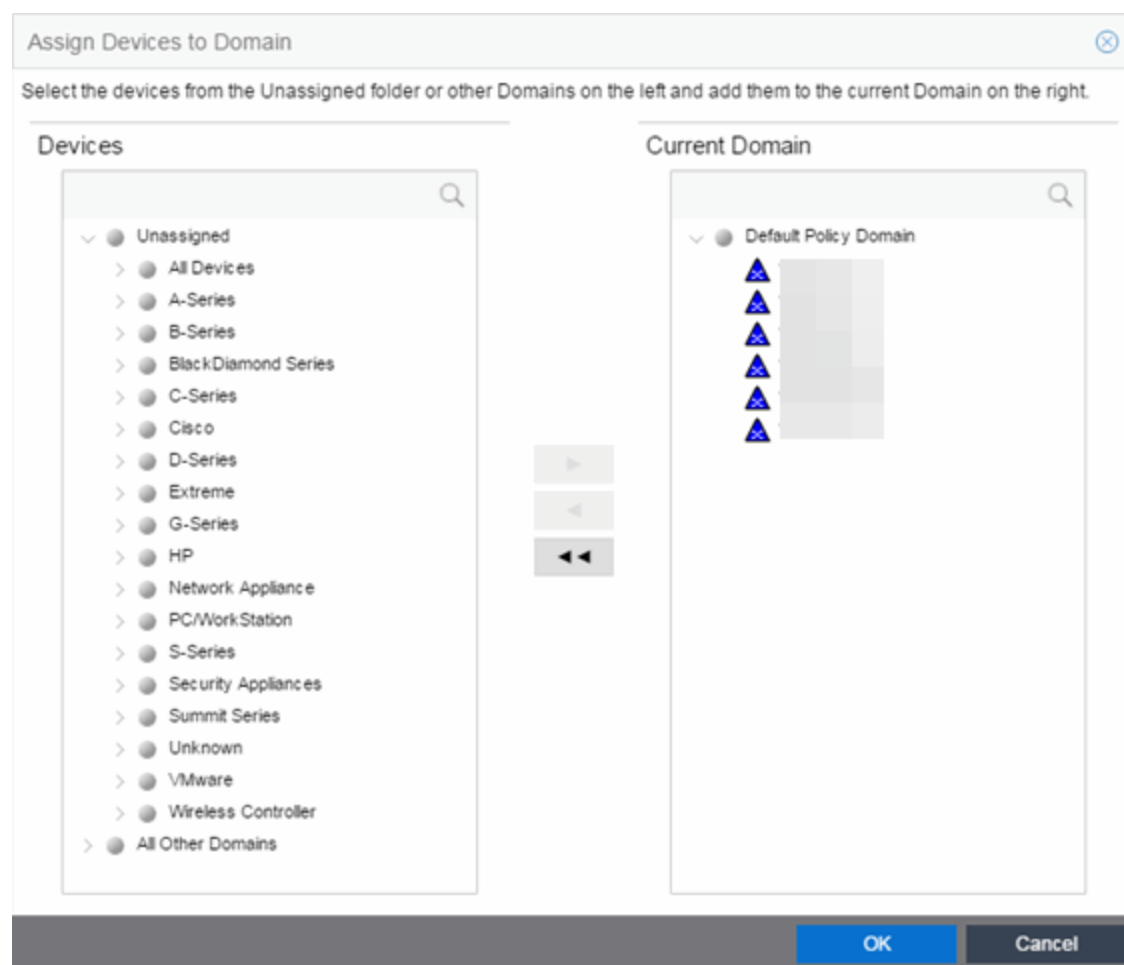 Assign Devices to Domain
Select the devices from the Unassigned folder or other Domains on the left and add them to the current Domain on the right.
Devices
Unassigned
All Devices
A-Series
B-Series
BlackDiamond Series
C-Series
Cisco
D-Series
Extreme
G-Series
HP
Network Appliance
PC/WorkStation
S-Series
Security Appliances
Summit Series
Unknown
VMware
Wireless Controller
All Other Domains
Current Domain
Default Policy Domain
OK
Cancel